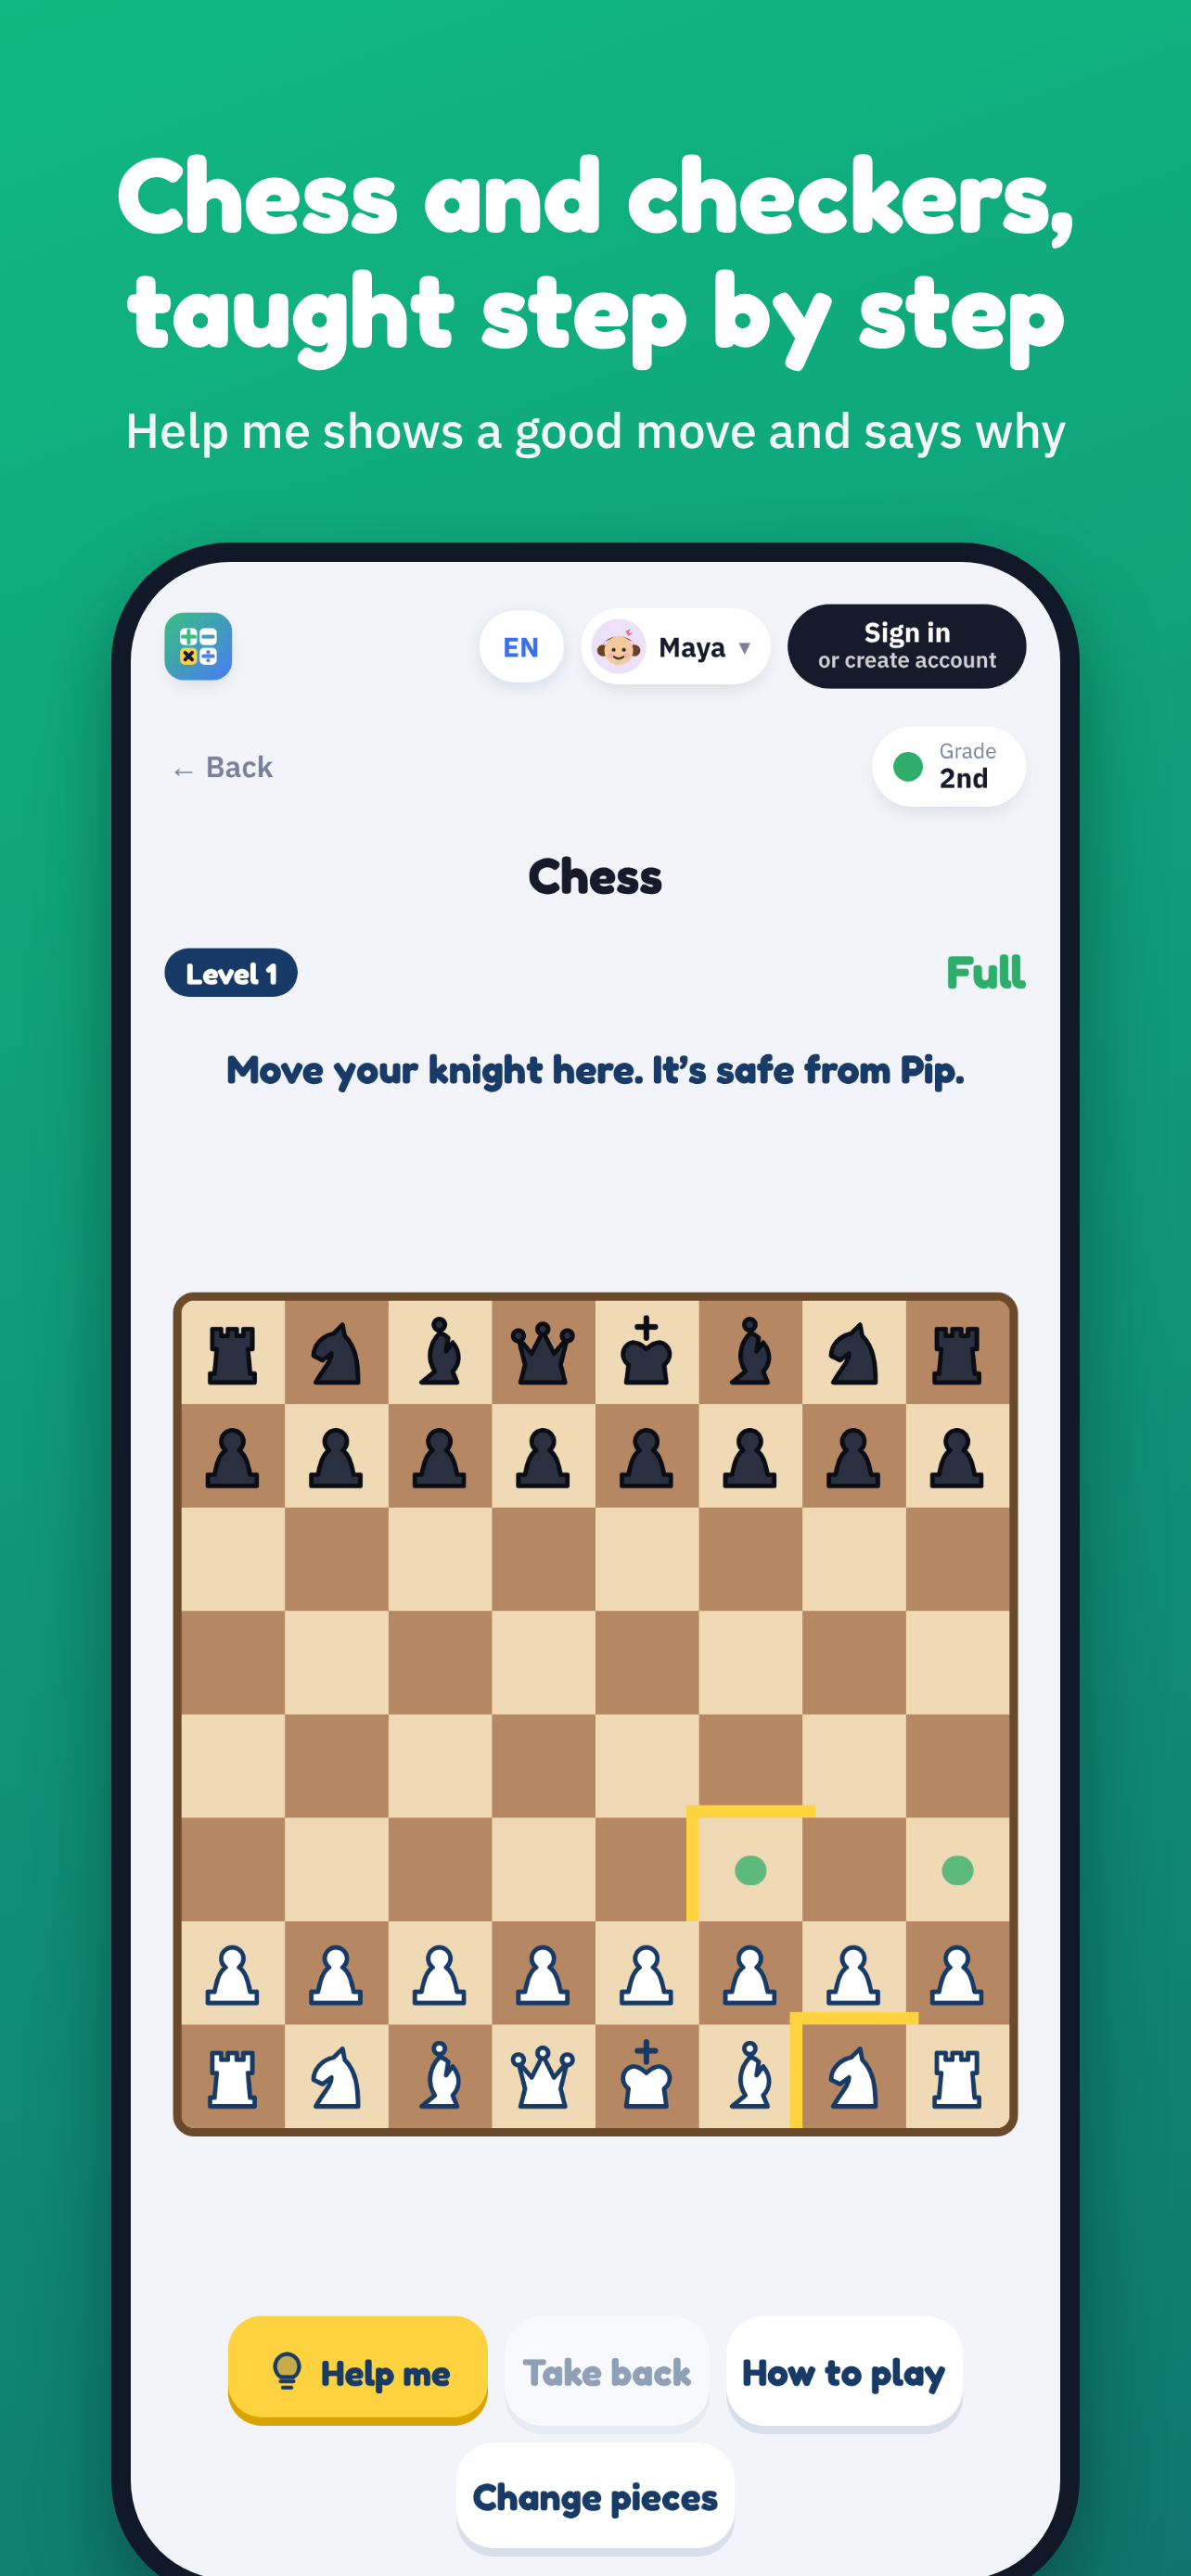 Chess and checkers,
taught step by step
Help me shows a good move and says why
EN
Maya ▾
Sign in
or create account
← Back
Grade
2nd
Chess
Level 1
Full
Move your knight here. It’s safe from Pip.
Help me
Take back
How to play
Change pieces